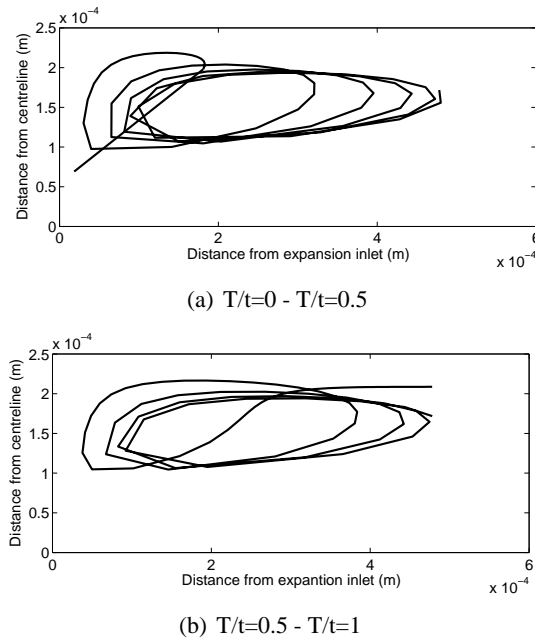 x 10⁻⁴
2.5
2
1.5
1
0.5
0
0 2 4 6
Distance from centreline (m)
Distance from expansion inlet (m)
x 10⁻⁴
(a) T/t=0 - T/t=0.5
x 10⁻⁴
2.5
2
1.5
1
0.5
0
0 2 4 6
Distance from centreline (m)
Distance from expantion inlet (m)
x 10⁻⁴
(b) T/t=0.5 - T/t=1